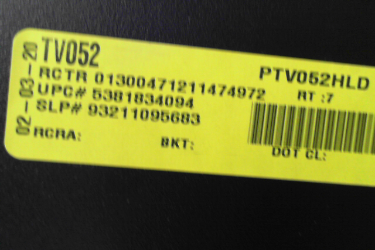 TV052
PTV052HLD
RCTR 01300471211474972
RT :7
UPC# 5381834094
SLP# 93211095683
RCRA:
BKT:
DOT CL:
02-03-20